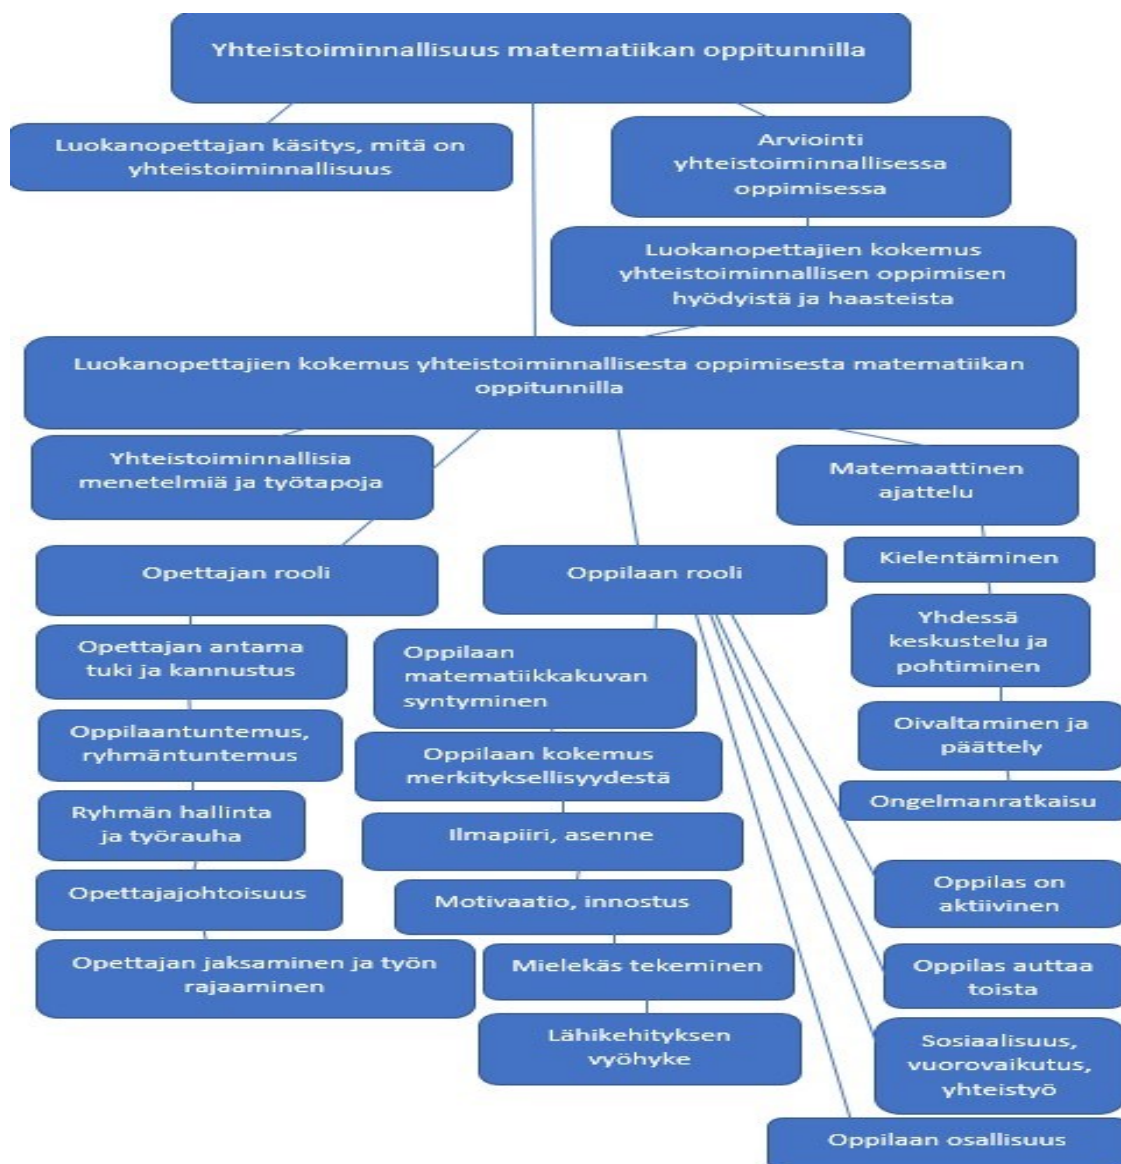 Yhteistoiminnallisuus matematiikan oppitunnilla
Luokanopettajan käsitys, mitä on
yhteistoiminnallisuus
Arviointi
yhteistoiminnallisessa
oppimisessa
Luokanopettajien kokemus
yhteistoiminnallisen oppimisen
hyödyistä ja haasteista
Luokanopettajien kokemus yhteistoiminnallisesta oppimisesta matematiikan
oppitunnilla
Yhteistoiminnallisia
menetelmiä ja työtapoja
Matemaattinen
ajattelu
Opettajan rooli
Opettajan antama
tuki ja kannustus
Oppilaantuntemus,
ryhmäntuntemus
Ryhmän hallinta
ja työrauha
Opettajajohtoisuus
Opettajan jaksaminen ja työn
rajaaminen
Oppilaan rooli
Oppilaan
matematiikkakuvan
syntyminen
Oppilaan kokemus
merkityksellisyydestä
Ilmapiiri, asenne
Motivaatio, innostus
Mielekäs tekeminen
Lähikehityksen
vyöhyke
Kielentäminen
Yhdessä
keskustelu ja
pohtiminen
Oivaltaminen ja
päättely
Ongelmanratkaisu
Oppilas on
aktiivinen
Oppilas auttaa
toista
Sosiaalisuus,
vuorovaikutus,
yhteistyö
Oppilaan osallisuus